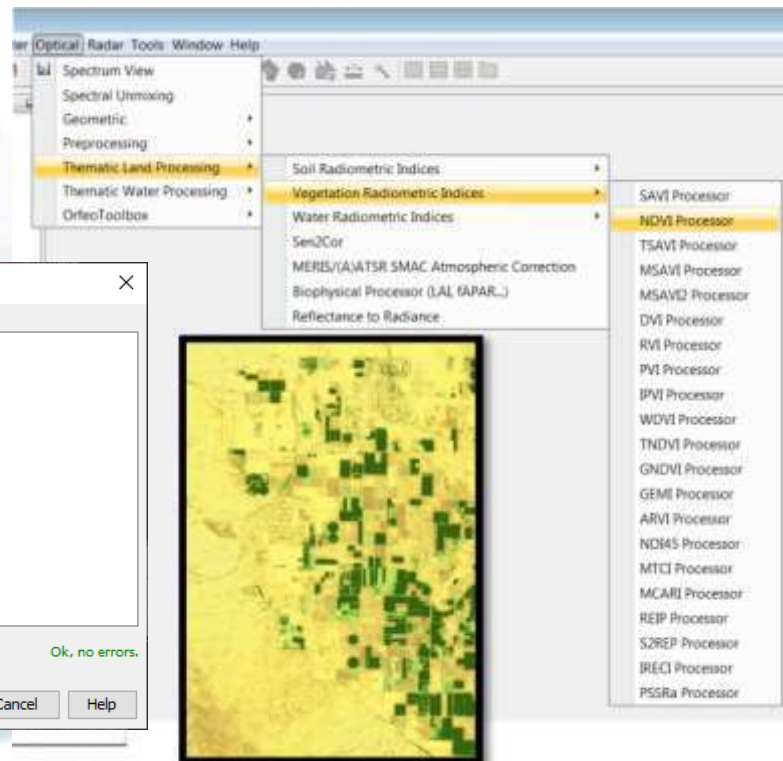 Optical Radar Tools Window Help
Spectrum View
Spectral Unmixing
Geometric
Preprocessing
Thematic Land Processing
Thematic Water Processing
OrfeoToolbox
Soil Radiometric Indices
Vegetation Radiometric Indices
Water Radiometric Indices
Sen2Cor
MERIS/(A)ATSR SMAC Atmospheric Correction
Biophysical Processor (LAI, fAPAR...)
Reflectance to Radiance
SAVI Processor
NDVI Processor
TSAVI Processor
MSAVI Processor
MSAVI2 Processor
DVI Processor
RVI Processor
PVI Processor
IPVI Processor
WDVI Processor
TNDVI Processor
GNDVI Processor
GEMI Processor
ARVI Processor
NDI45 Processor
MTCI Processor
MCARI Processor
REIP Processor
S2REP Processor
IRECI Processor
PSSRa Processor
Ok, no errors.
Cancel Help